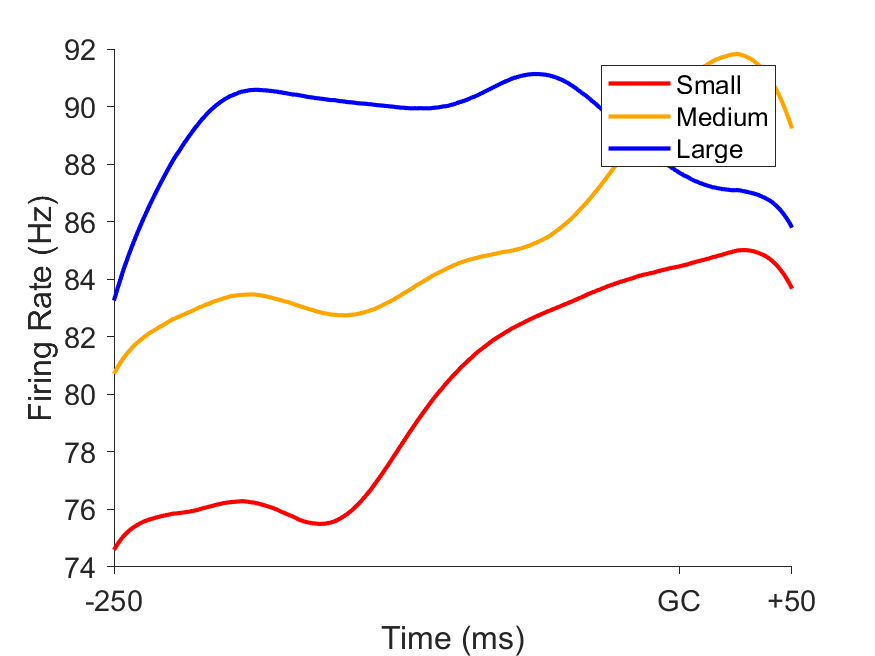 Firing Rate (Hz)
92
90
88
86
84
82
80
78
76
74
Small
Medium
Large
-250
GC
+50
Time (ms)